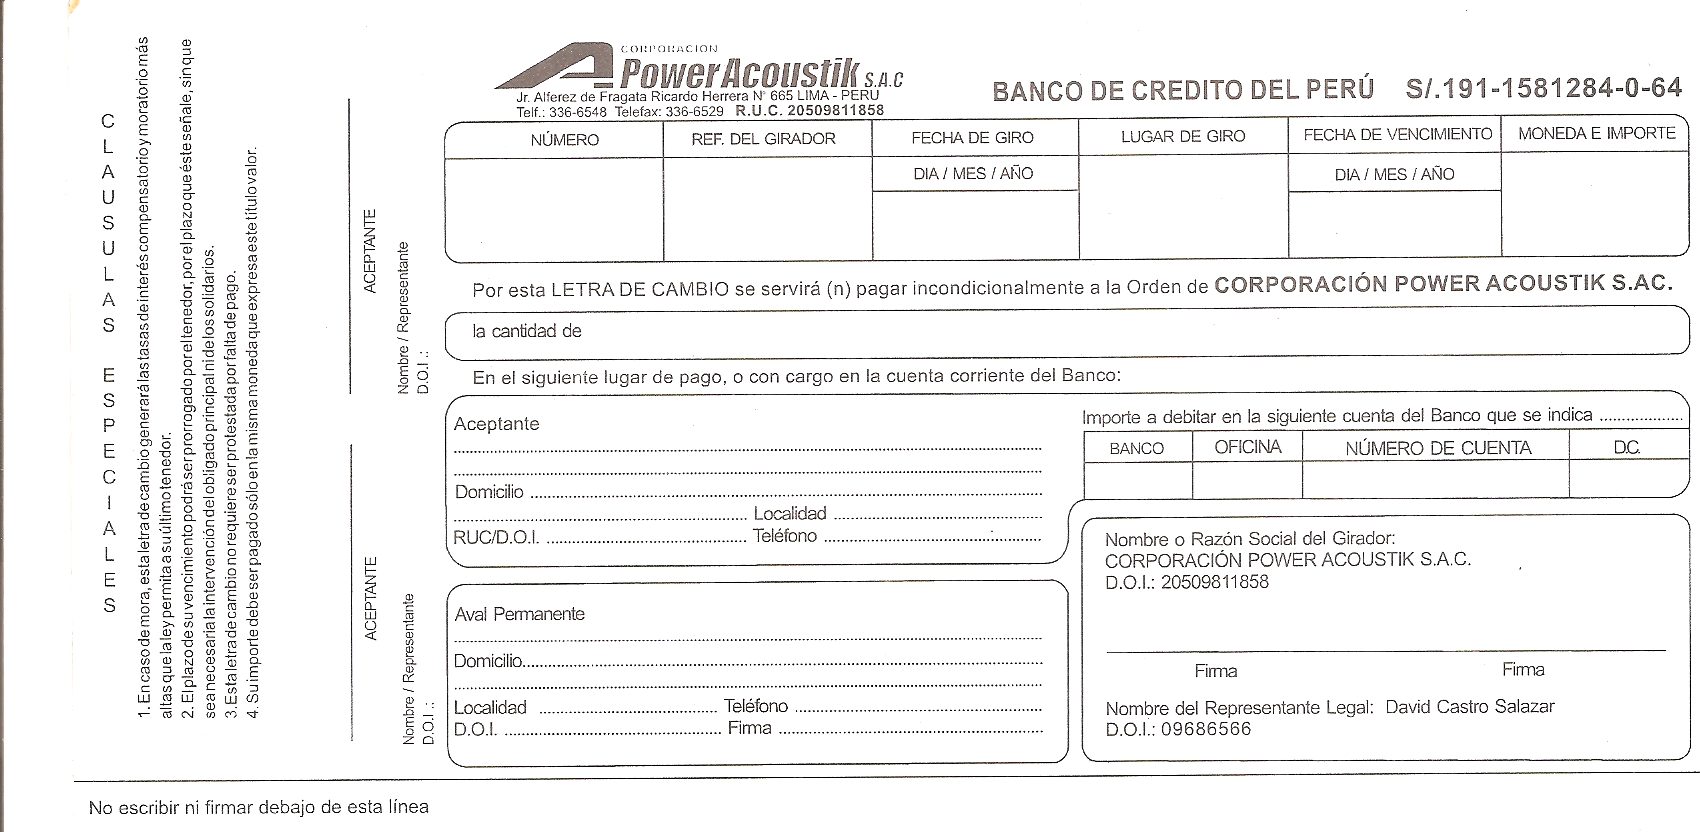 CLAUSULAS ESPECIALES
1. En caso de mora, esta letra de cambio generará las tasas de interés compensatorio y moratorio más
altas que la ley permita a su último tenedor.
2. El plazo de su vencimiento podrá ser prorrogado por el tenedor, por el plazo que éste señale, sin que
sea necesaria la intervención del obligado principal ni de los solidarios.
3. Esta letra de cambio no requiere ser protestada por falta de pago.
4. Su importe debe ser pagado sólo en la misma moneda que expresa este título valor.
ACEPTANTE
Nombre / Representante
D.O.I.:
ACEPTANTE
Nombre / Representante
D.O.I.:
CORPORACION
PowerAcoustik S.A.C
Jr. Alferez de Fragata Ricardo Herrera N° 665 LIMA - PERU
Telf.: 336-6548 Telefax: 336-6529 R.U.C. 20509811858
BANCO DE CREDITO DEL PERÚ S/.191-1581284-0-64
NÚMERO REF. DEL GIRADOR FECHA DE GIRO LUGAR DE GIRO FECHA DE VENCIMIENTO MONEDA E IMPORTE
DIA / MES / AÑO DIA / MES / AÑO
Por esta LETRA DE CAMBIO se servirá (n) pagar incondicionalmente a la Orden de CORPORACIÓN POWER ACOUSTIK S.AC.
la cantidad de
En el siguiente lugar de pago, o con cargo en la cuenta corriente del Banco:
Aceptante
Domicilio
Localidad
RUC/D.O.I. Teléfono
Importe a debitar en la siguiente cuenta del Banco que se indica
BANCO OFICINA NÚMERO DE CUENTA D.C.
Aval Permanente
Domicilio
Localidad Teléfono
D.O.I. Firma
Nombre o Razón Social del Girador:
CORPORACIÓN POWER ACOUSTIK S.A.C.
D.O.I.: 20509811858
Firma Firma
Nombre del Representante Legal: David Castro Salazar
D.O.I.: 09686566
No escribir ni firmar debajo de esta línea